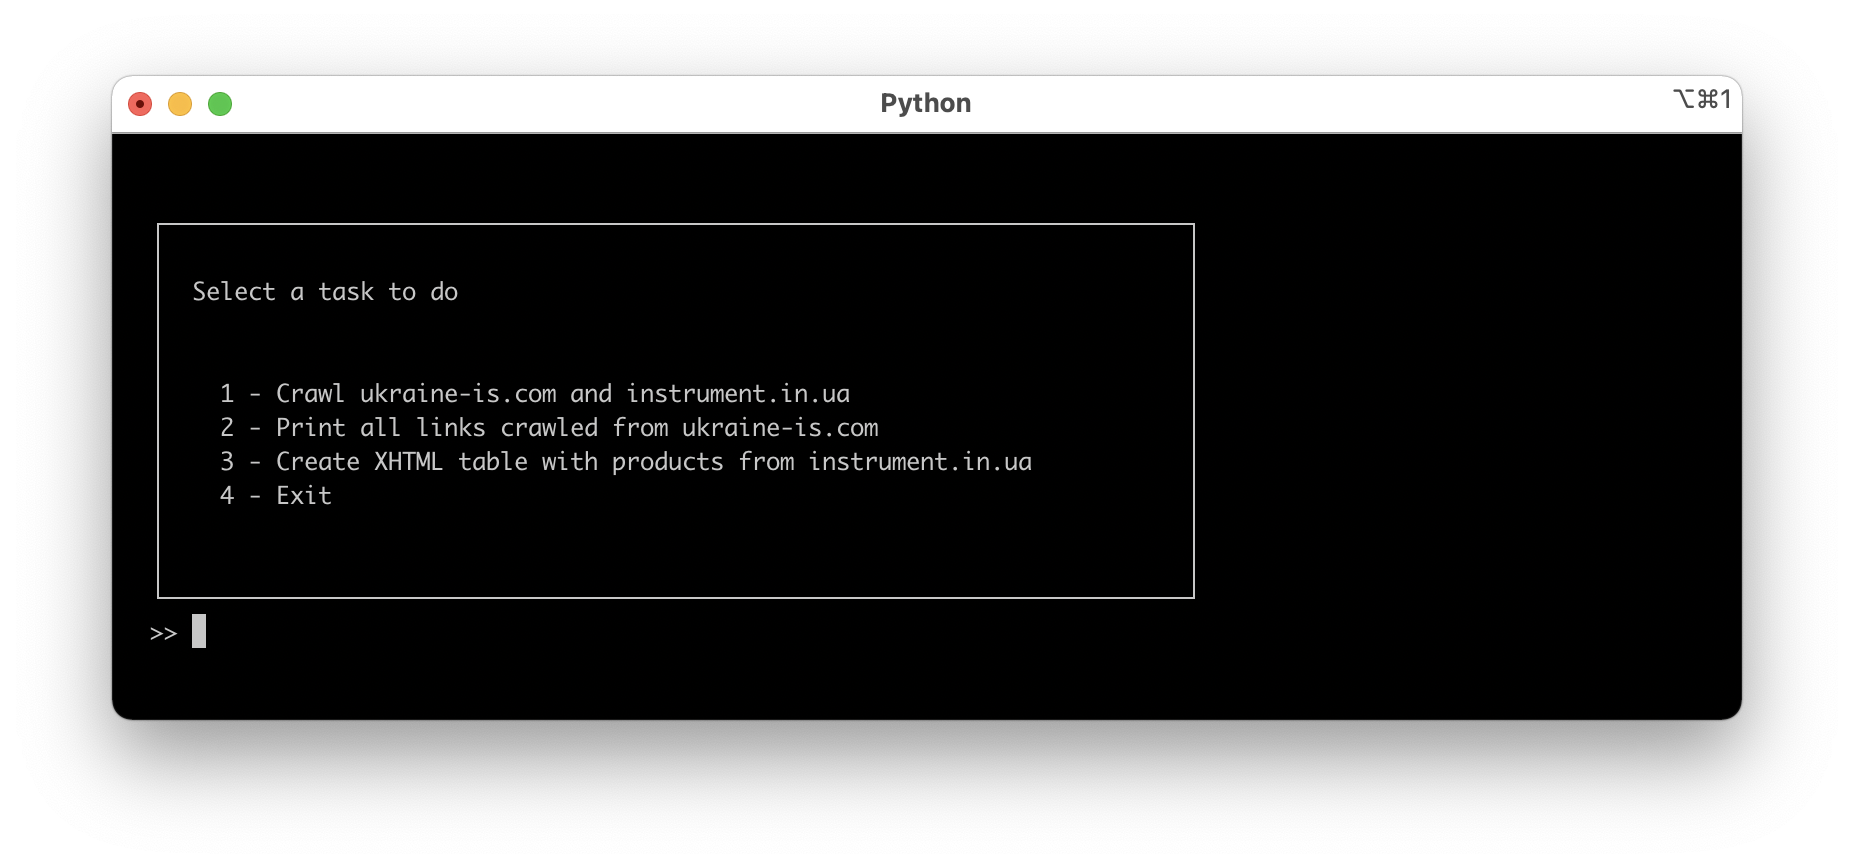 Python
⌥⌘1
Select a task to do
1 - Crawl ukraine-is.com and instrument.in.ua
2 - Print all links crawled from ukraine-is.com
3 - Create XHTML table with products from instrument.in.ua
4 - Exit
>>